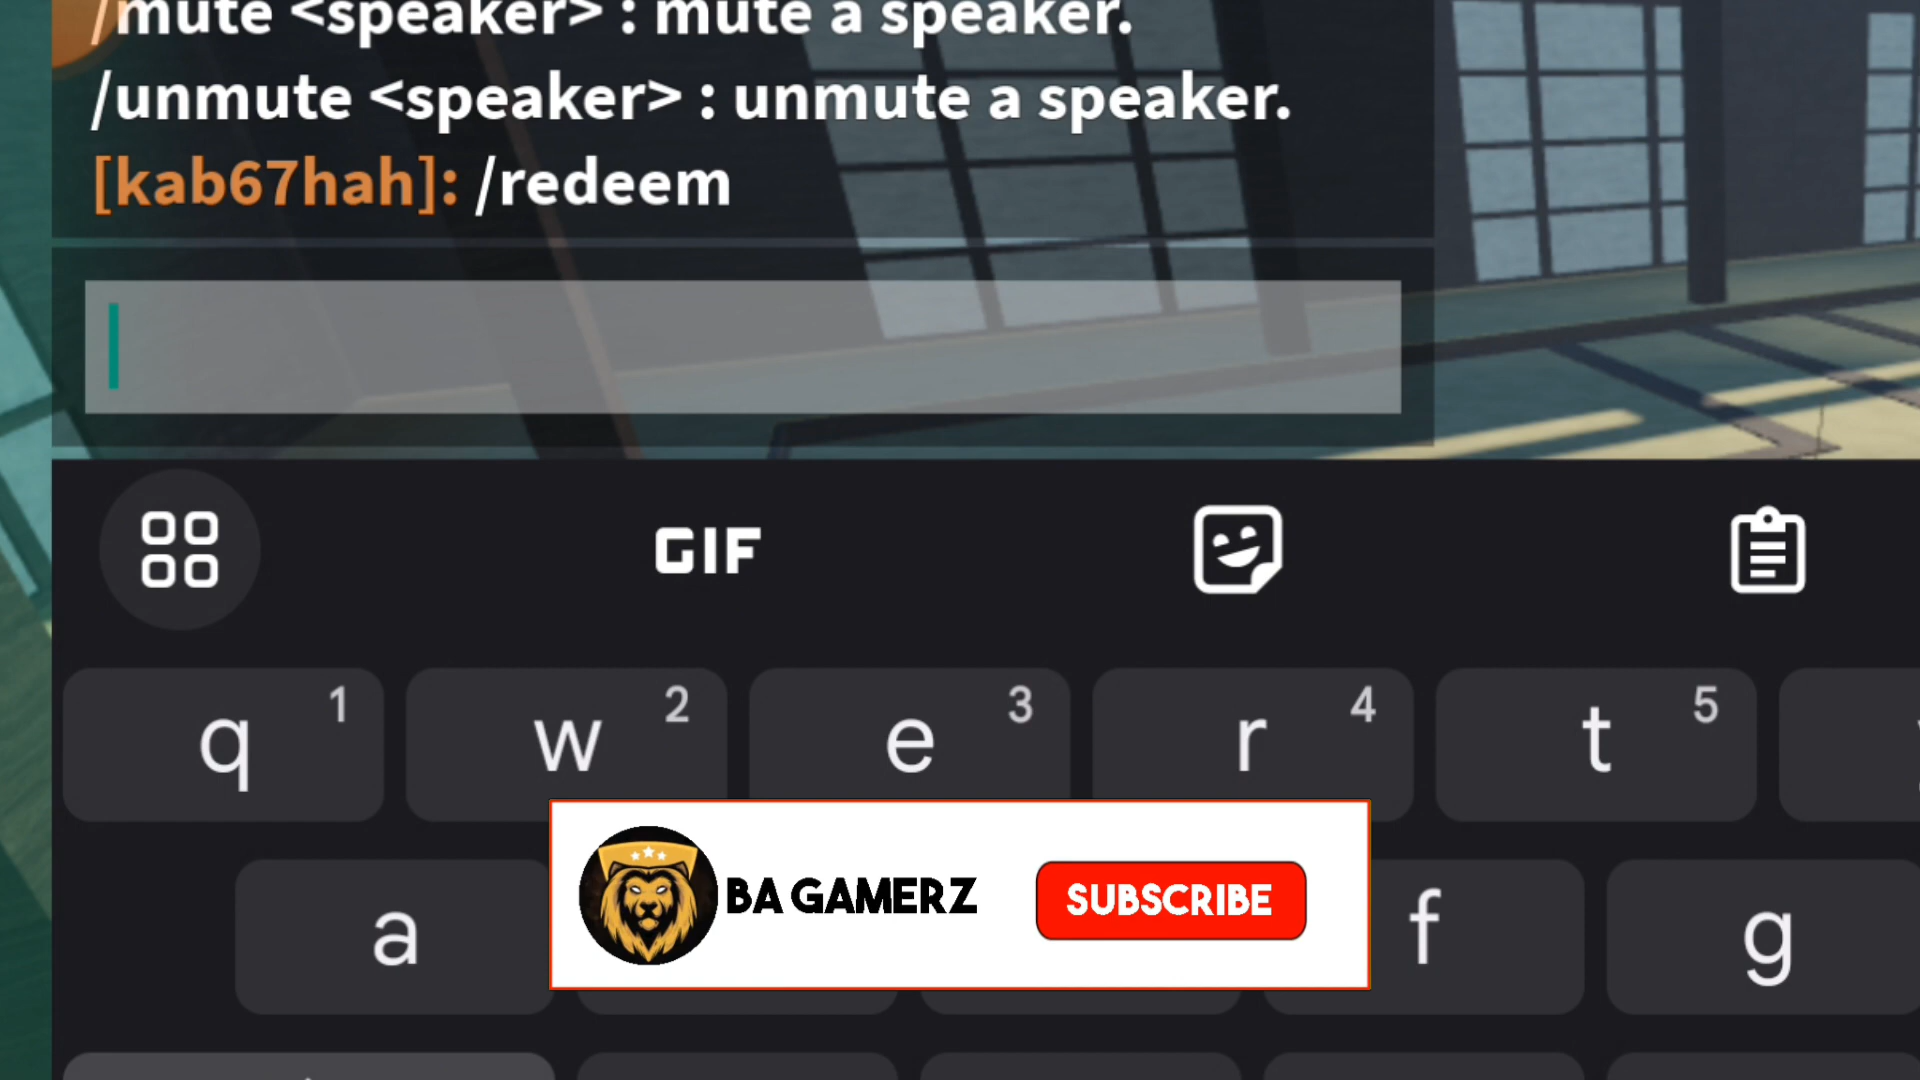 /mute <speaker> : mute a speaker.
/unmute <speaker> : unmute a speaker.
[kab67hah]: /redeem
GIF
q 1 w 2 e 3 r 4 t 5
a f g
BA GAMERZ SUBSCRIBE